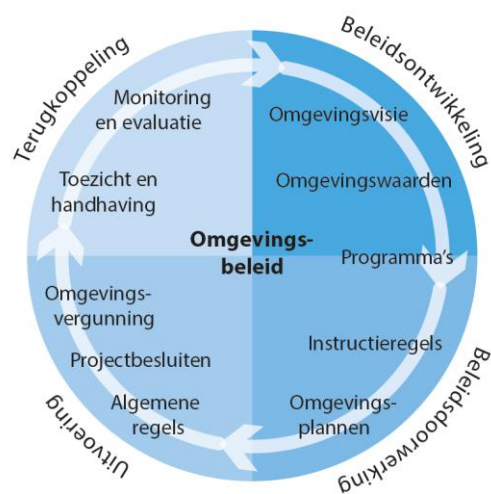 Terugkoppeling
Beleidsontwikkeling
Monitoring
en evaluatie
Omgevingsvisie
Toezicht en
handhaving
Omgevingswaarden
Omgevings-
beleid
Programma's
Omgevings-
vergunning
Instructieregels
Projectbesluiten
Algemene
regels
Omgevings-
plannen
Uitvoering
Beleidsdoorwerking